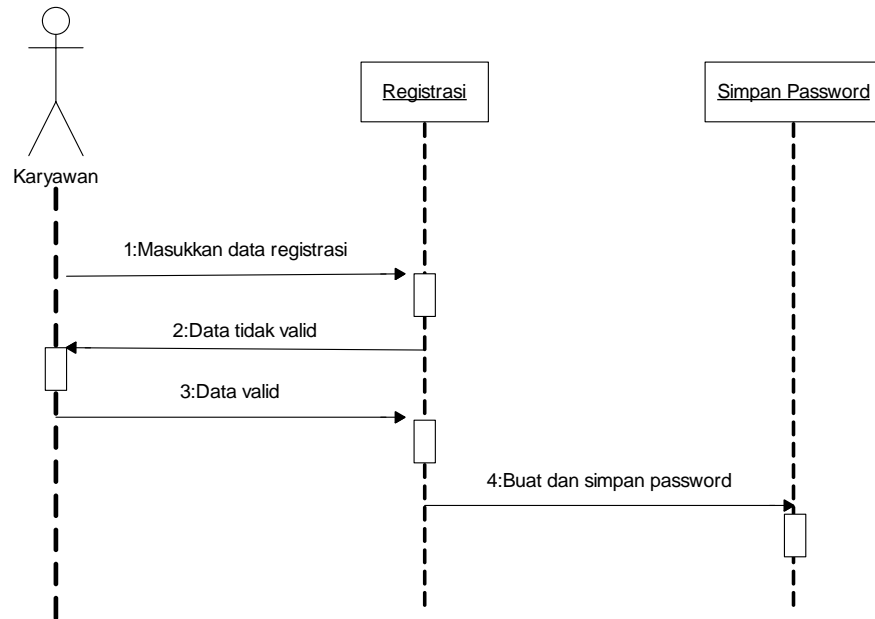 Registrasi
Simpan Password
Karyawan
1:Masukkan data registrasi
2:Data tidak valid
3:Data valid
4:Buat dan simpan password